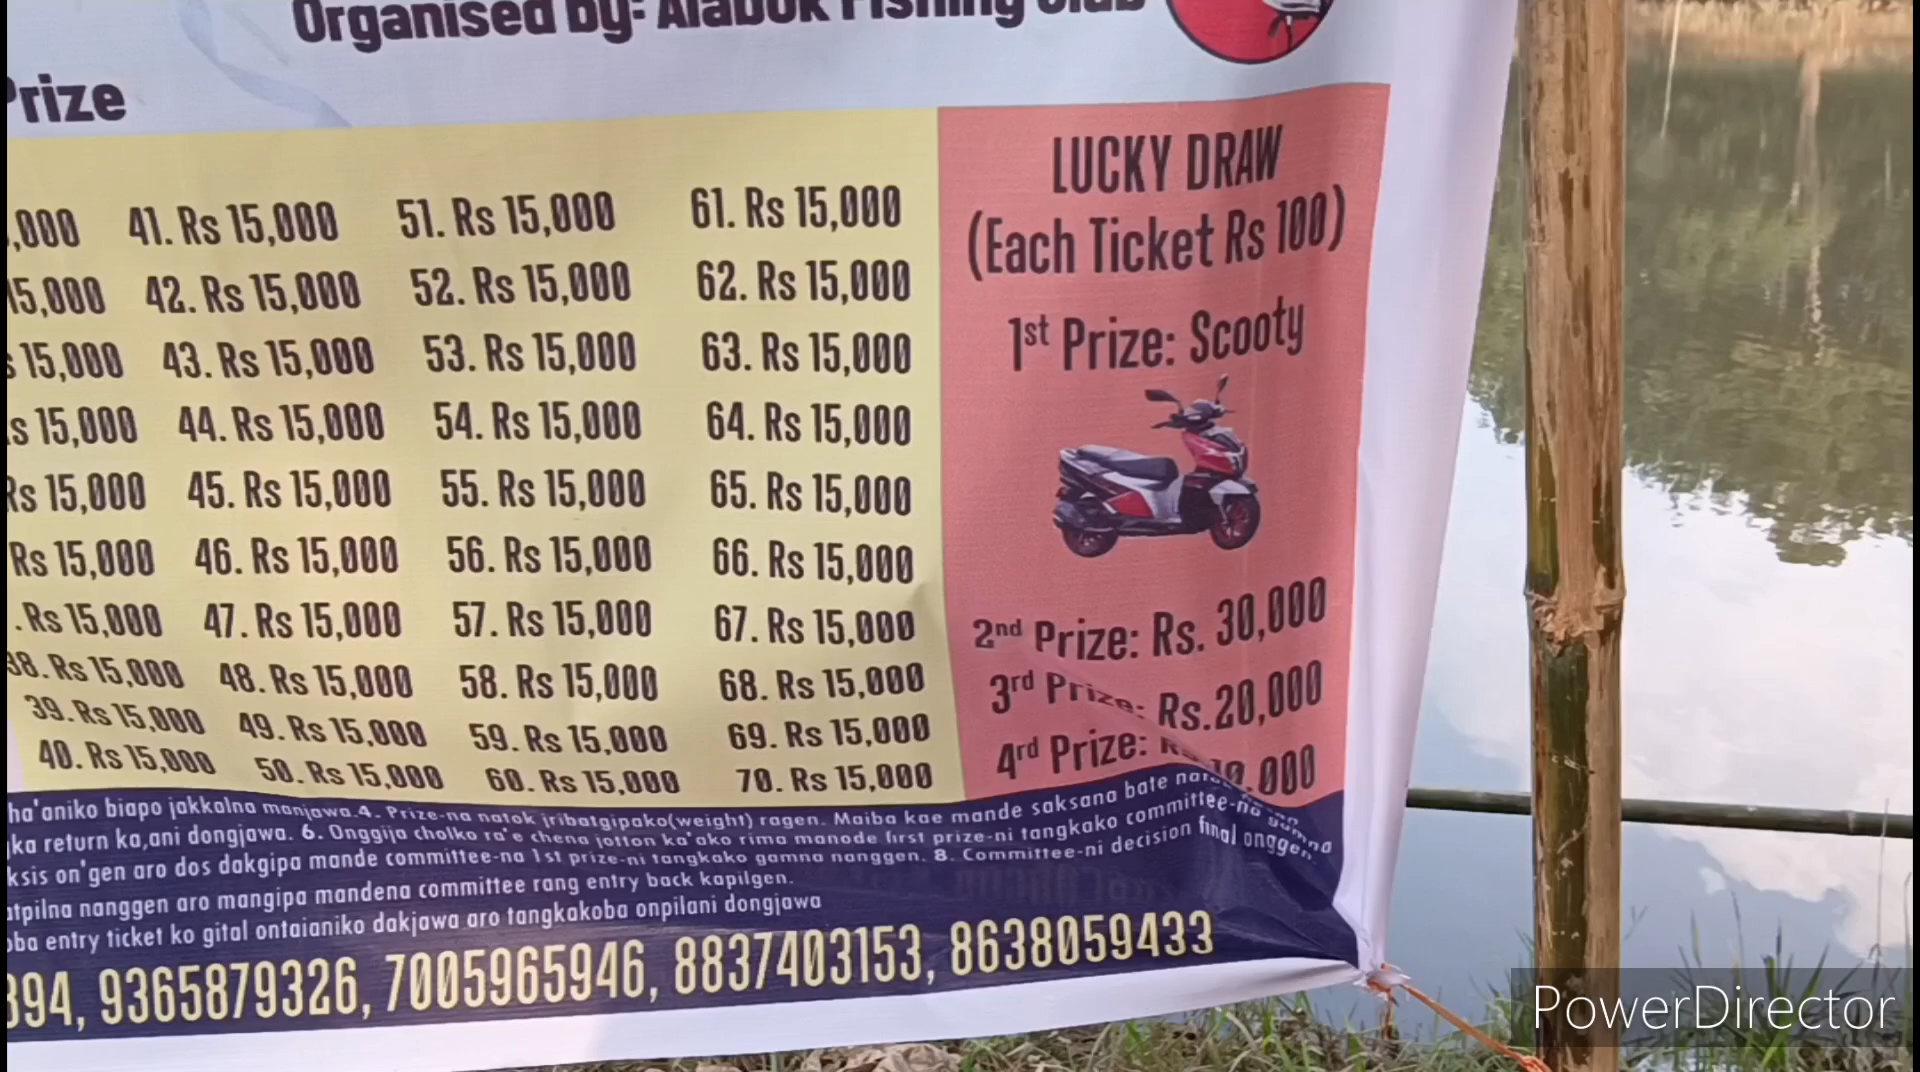 Organised by: Alabok Fishing Club
Prize
,000 41. Rs 15,000 51. Rs 15,000 61. Rs 15,000
15,000 42. Rs 15,000 52. Rs 15,000 62. Rs 15,000
s 15,000 43. Rs 15,000 53. Rs 15,000 63. Rs 15,000
Rs 15,000 44. Rs 15,000 54. Rs 15,000 64. Rs 15,000
Rs 15,000 45. Rs 15,000 55. Rs 15,000 65. Rs 15,000
Rs 15,000 46. Rs 15,000 56. Rs 15,000 66. Rs 15,000
. Rs 15,000 47. Rs 15,000 57. Rs 15,000 67. Rs 15,000
38. Rs 15,000 48. Rs 15,000 58. Rs 15,000 68. Rs 15,000
39. Rs 15,000 49. Rs 15,000 59. Rs 15,000 69. Rs 15,000
40. Rs 15,000 50. Rs 15,000 60. Rs 15,000 70. Rs 15,000
LUCKY DRAW
(Each Ticket Rs 100)
1st Prize: Scooty
2nd Prize: Rs. 30,000
3rd Prize: Rs.20,000
4rd Prize:
ha'aniko biapo jakkalna manjawa.4. Prize-na natok jribatgipako(weight) ragen. Maiba kae mande saksana bate
ka return ka,ani dongjawa. 6. Onggija cholko ra'e chena jotton ka'ako rima manode first prize-ni tangkako committee-na gamna
ksis on'gen aro dos dakgipa mande committee-na 1st prize-ni tangkako gamna nanggen. 8. Committee-ni decision final onggen.
atpilna nanggen aro mangipa mandena committee rang entry back kapilgen.
oba entry ticket ko gital ontaianiko dakjawa aro tangkakoba onpilani dongjawa
394, 9365879326, 7005965946, 8837403153, 8638059433
PowerDirector